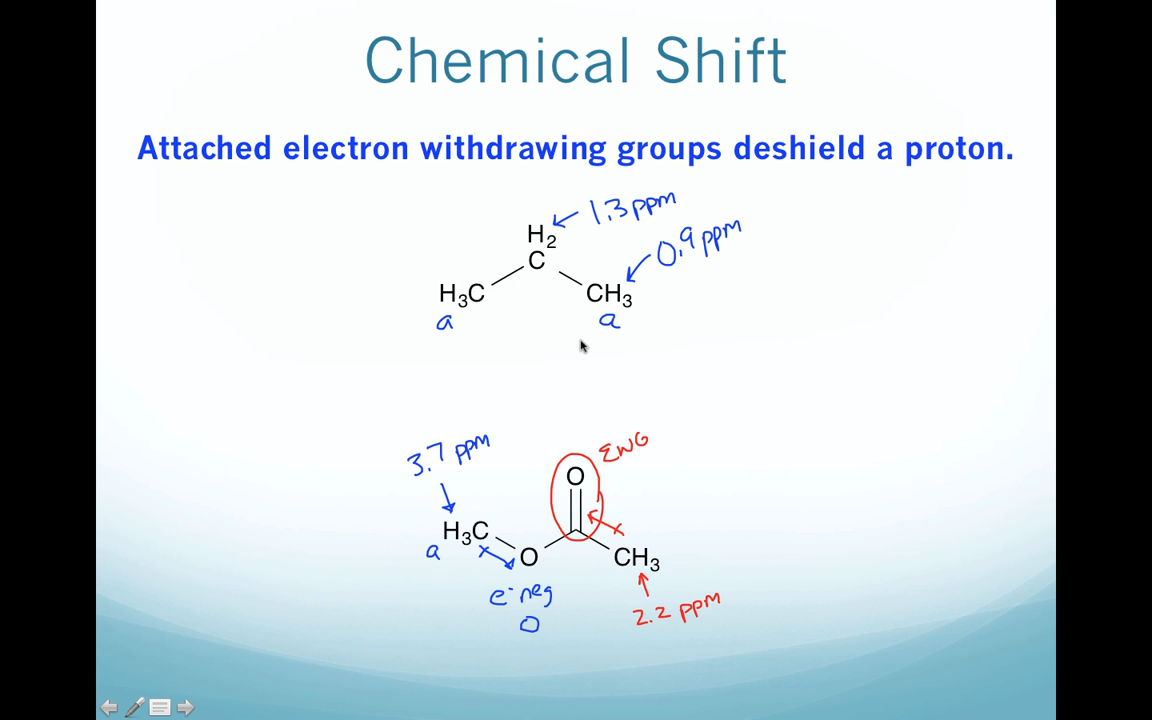 Chemical Shift
Attached electron withdrawing groups deshield a proton.
1.3 ppm
H2
C
0.9 ppm
H3C
CH3
a
a
3.7 ppm
EWG
O
H3C
a
O
CH3
e- neg
O
2.2 ppm